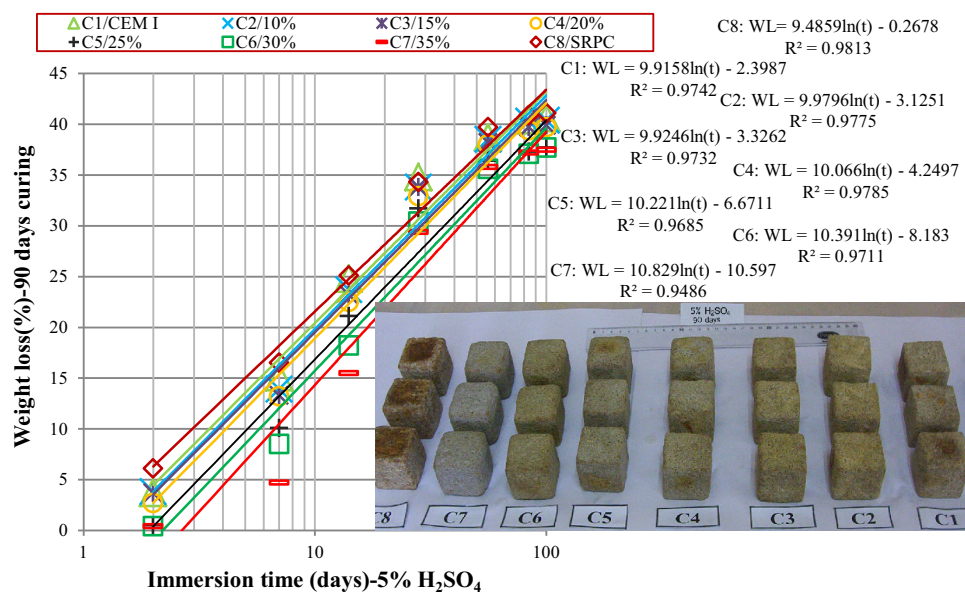 C1/CEM I C2/10% C3/15% C4/20%
C5/25% C6/30% C7/35% C8/SRPC
C8: WL= 9.4859ln(t) - 0.2678
R² = 0.9813
C1: WL = 9.9158ln(t) - 2.3987
R² = 0.9742
C2: WL = 9.9796ln(t) - 3.1251
R² = 0.9775
C3: WL = 9.9246ln(t) - 3.3262
R² = 0.9732
C4: WL = 10.066ln(t) - 4.2497
R² = 0.9785
C5: WL = 10.221ln(t) - 6.6711
R² = 0.9685
C6: WL = 10.391ln(t) - 8.183
R² = 0.9711
C7: WL = 10.829ln(t) - 10.597
R² = 0.9486
Weight loss(%)-90 days curing
45
40
35
30
25
20
15
10
5
0
1 10 100
Immersion time (days)-5% H₂SO₄
5% H₂SO₄
90 days
C8 C7 C6 C5 C4 C3 C2 C1